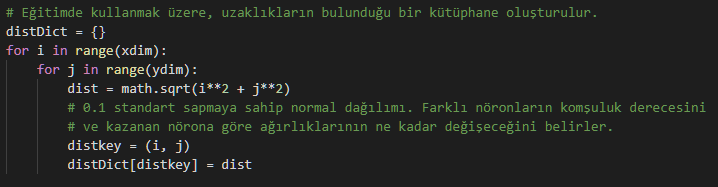 # Eğitimde kullanmak üzere, uzaklıkların bulunduğu bir kütüphane oluşturulur.
distDict = {}
for i in range(xdim):
    for j in range(ydim):
        dist = math.sqrt(i**2 + j**2)
        # 0.1 standart sapmaya sahip normal dağılımı. Farklı nöronların komşuluk derecesini
        # ve kazanan nörona göre ağırlıklarının ne kadar değişeceğini belirler.
        distkey = (i, j)
        distDict[distkey] = dist